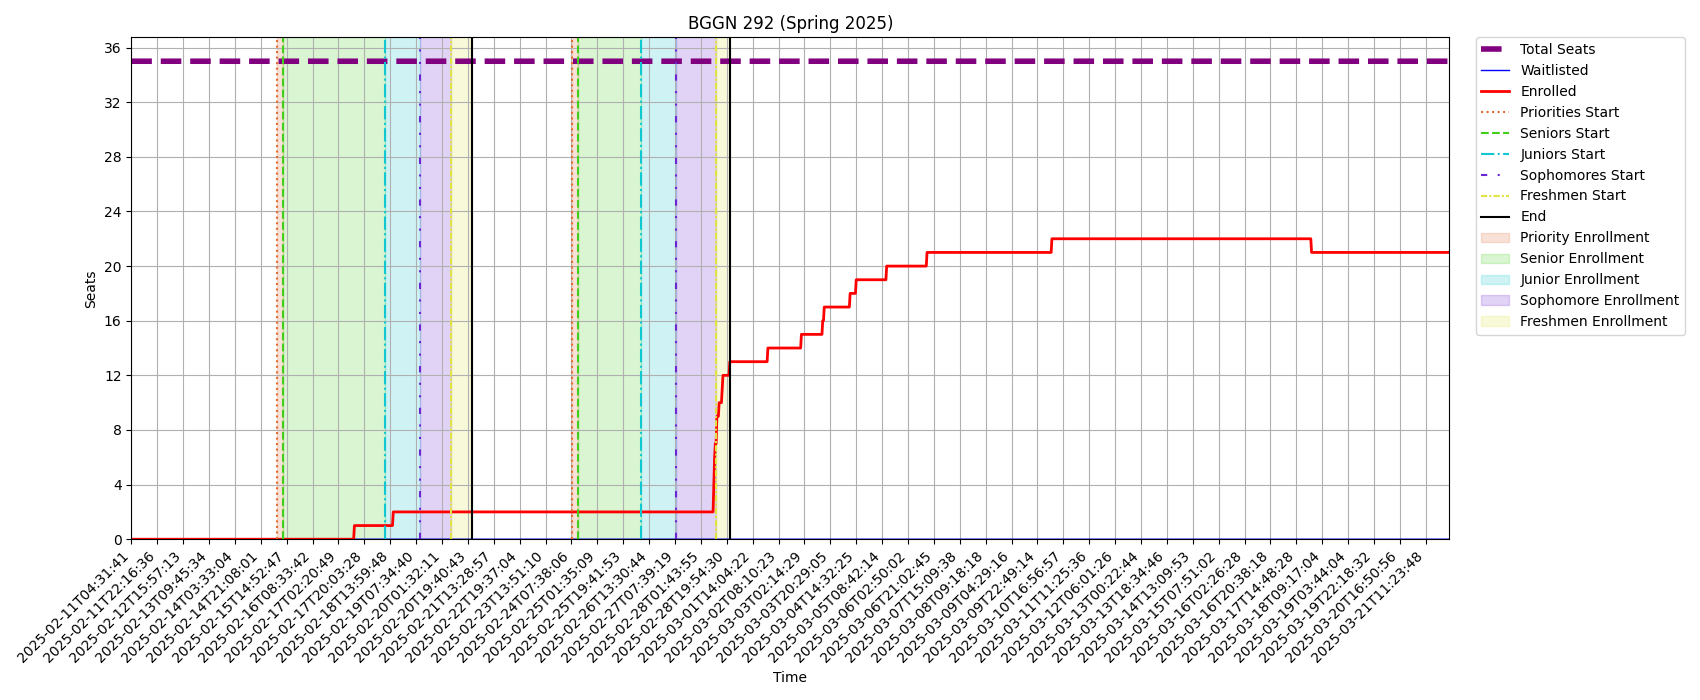 BGGN 292 (Spring 2025)
Seats
36
32
28
24
20
16
12
8
4
0
2025-02-11T04:31:41
2025-02-11T22:16:36
2025-02-12T15:57:13
2025-02-13T09:45:34
2025-02-14T03:33:04
2025-02-14T21:08:01
2025-02-15T14:52:47
2025-02-16T08:33:42
2025-02-17T02:20:49
2025-02-17T20:03:28
2025-02-18T13:59:48
2025-02-19T07:34:40
2025-02-20T01:32:11
2025-02-20T19:40:43
2025-02-21T13:28:57
2025-02-22T19:37:04
2025-02-23T13:51:10
2025-02-24T07:38:06
2025-02-25T01:35:09
2025-02-25T19:41:53
2025-02-26T13:30:44
2025-02-27T07:39:19
2025-02-28T01:43:55
2025-02-28T19:54:30
2025-03-01T14:04:22
2025-03-02T08:10:23
2025-03-03T02:14:29
2025-03-03T20:29:05
2025-03-04T14:32:25
2025-03-05T08:42:14
2025-03-06T02:50:02
2025-03-06T21:02:45
2025-03-07T15:09:38
2025-03-08T09:18:18
2025-03-09T04:29:16
2025-03-09T22:49:14
2025-03-10T16:56:57
2025-03-11T11:25:36
2025-03-12T06:01:26
2025-03-13T00:22:44
2025-03-13T18:34:46
2025-03-14T13:09:53
2025-03-15T07:51:02
2025-03-16T02:26:28
2025-03-16T20:38:18
2025-03-17T14:48:28
2025-03-18T09:17:04
2025-03-19T03:44:04
2025-03-19T22:18:32
2025-03-20T16:50:56
2025-03-21T11:23:48
Time
Total Seats
Waitlisted
Enrolled
Priorities Start
Seniors Start
Juniors Start
Sophomores Start
Freshmen Start
End
Priority Enrollment
Senior Enrollment
Junior Enrollment
Sophomore Enrollment
Freshmen Enrollment